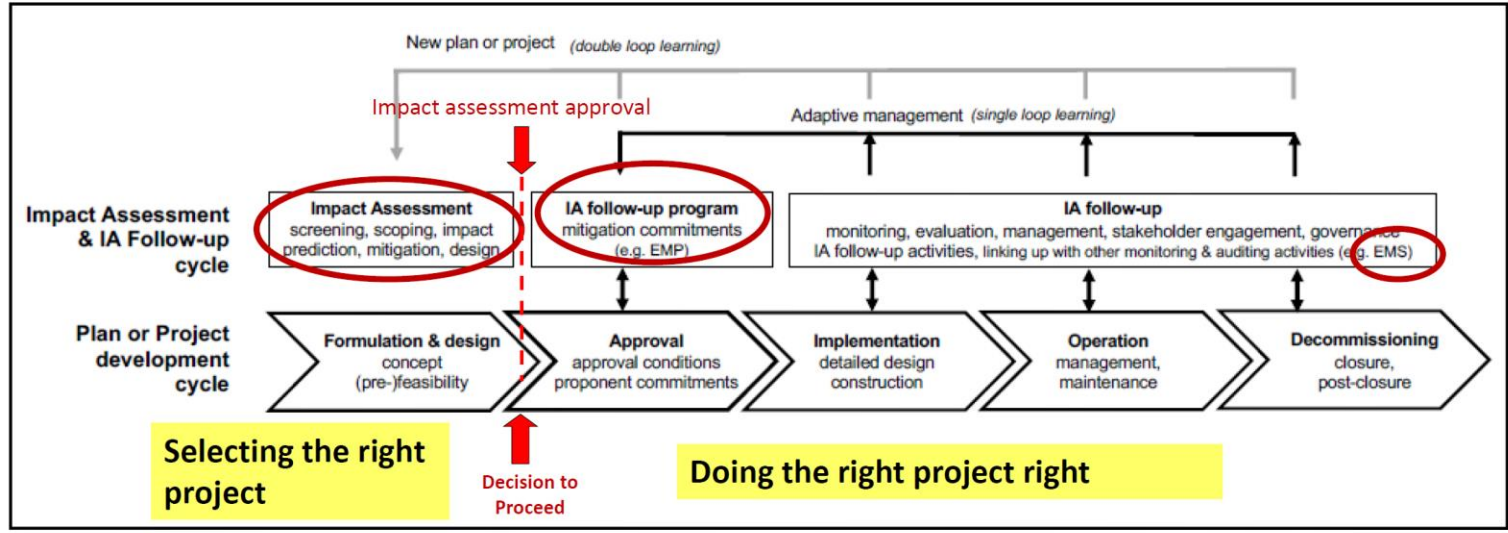 New plan or project (double loop learning)
Impact assessment approval
Adaptive management (single loop learning)
Impact Assessment
& IA Follow-up
cycle
Impact Assessment
screening, scoping, impact
prediction, mitigation, design
IA follow-up program
mitigation commitments
(e.g. EMP)
IA follow-up
monitoring, evaluation, management, stakeholder engagement, governance
IA follow-up activities, linking up with other monitoring & auditing activities (e.g. EMS)
Plan or Project
development
cycle
Formulation & design
concept
(pre-)feasibility
Approval
approval conditions
proponent commitments
Implementation
detailed design
construction
Operation
management,
maintenance
Decommissioning
closure,
post-closure
Selecting the right
project
Decision to
Proceed
Doing the right project right